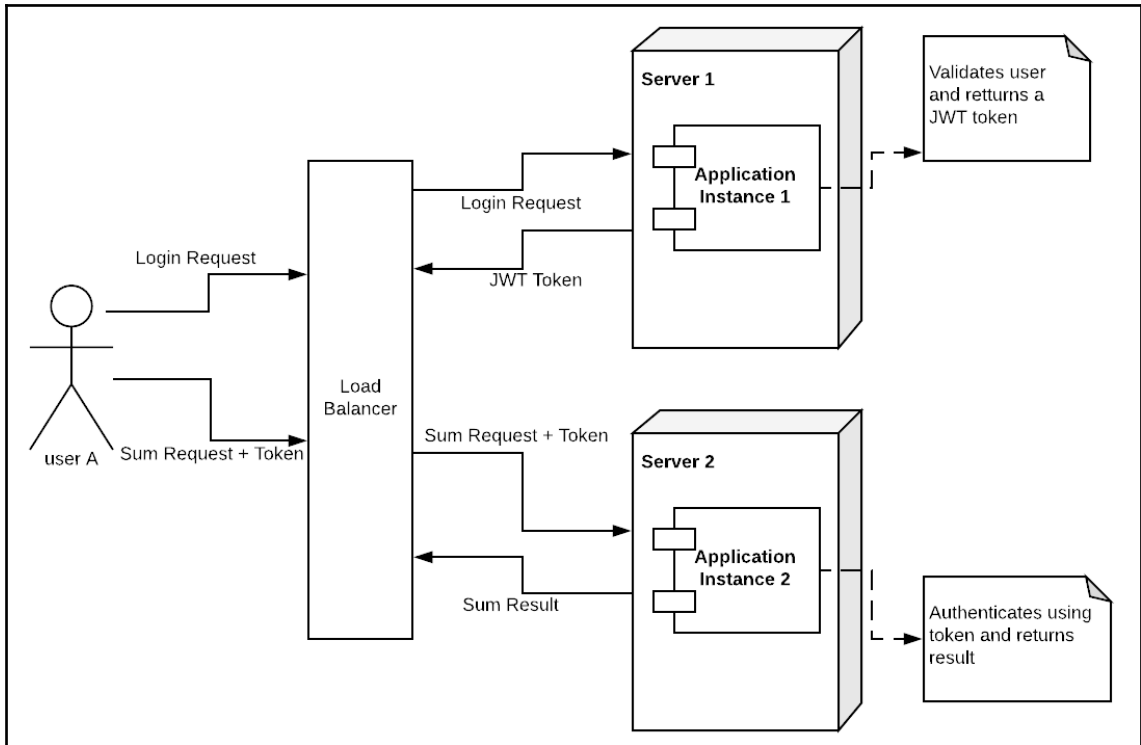 Server 1
Validates user
and retturns a
JWT token
Application
Instance 1
Login Request
Login Request
JWT Token
Load
Balancer
Sum Request + Token
user A
Sum Request + Token
Server 2
Application
Instance 2
Sum Result
Authenticates using
token and returns
result